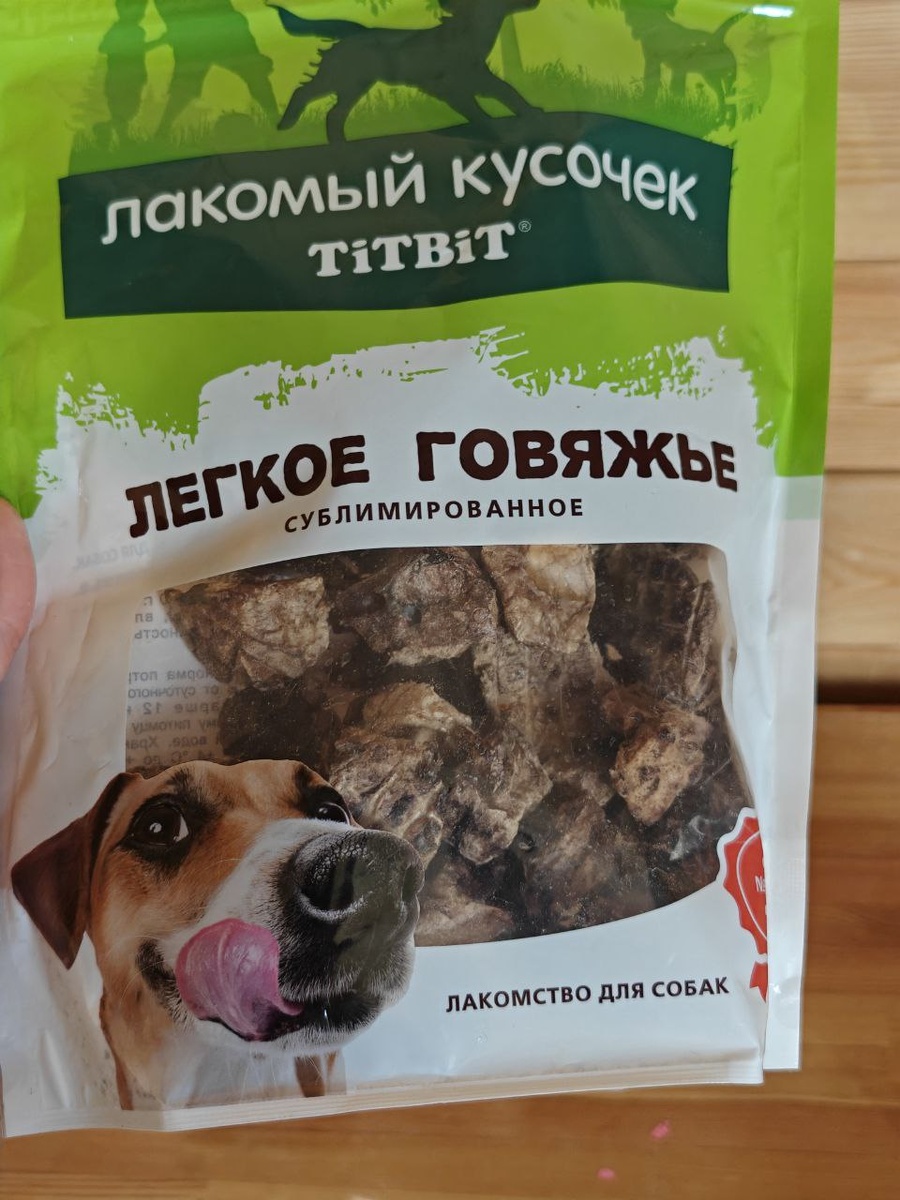 лакомый кусочек
TiTBiT®
ЛЕГКОЕ ГОВЯЖЬЕ
СУБЛИМИРОВАННОЕ
ЛАКОМСТВО ДЛЯ СОБАК